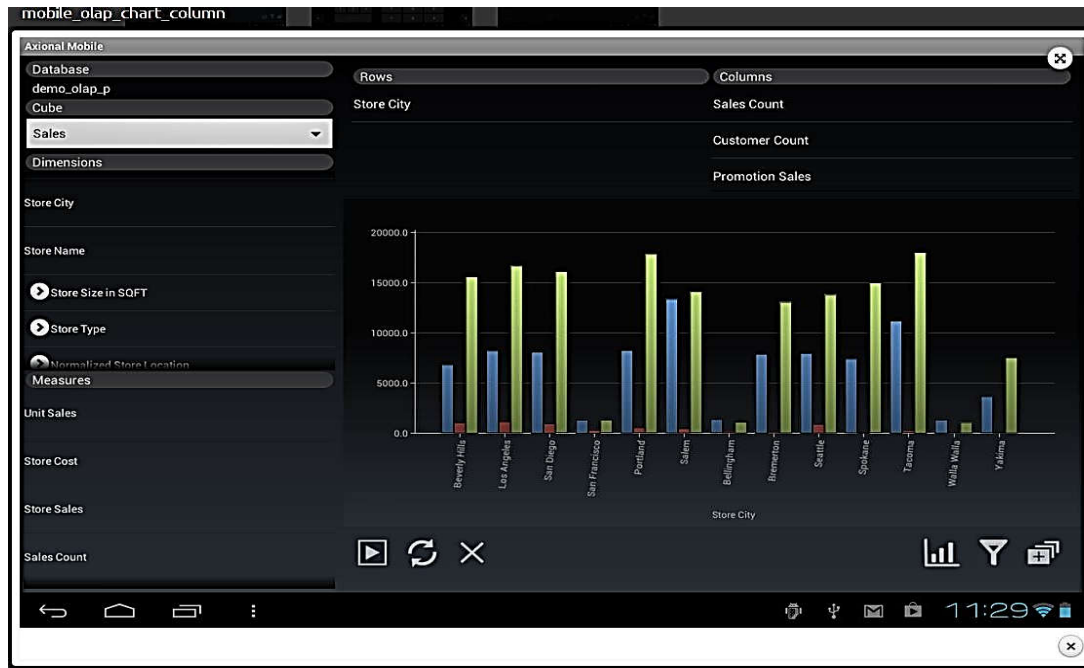 mobile_olap_chart_column
Axional Mobile
Database
demo_olap_p
Cube
Sales
Dimensions
Store City
Store Name
Store Size in SQFT
Store Type
Normalized Store Location
Measures
Unit Sales
Store Cost
Store Sales
Sales Count
Rows
Store City
Columns
Sales Count
Customer Count
Promotion Sales
20000.0
15000.0
10000.0
5000.0
0.0
Beverly Hills
Los Angeles
San Diego
San Francisco
Portland
Salem
Bellingham
Bremerton
Seattle
Spokane
Tacoma
Walla Walla
Yakima
Store City
11:29